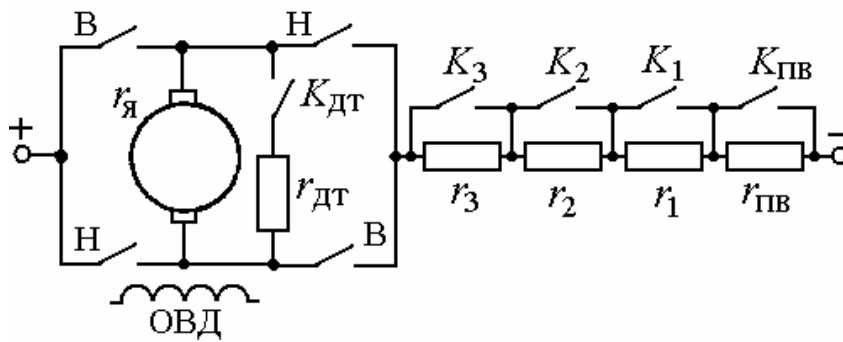 В Н
K3 K2 K1 KПВ
rя KДТ
+ −
rДТ
r3 r2 r1 rПВ
Н В
ОВД